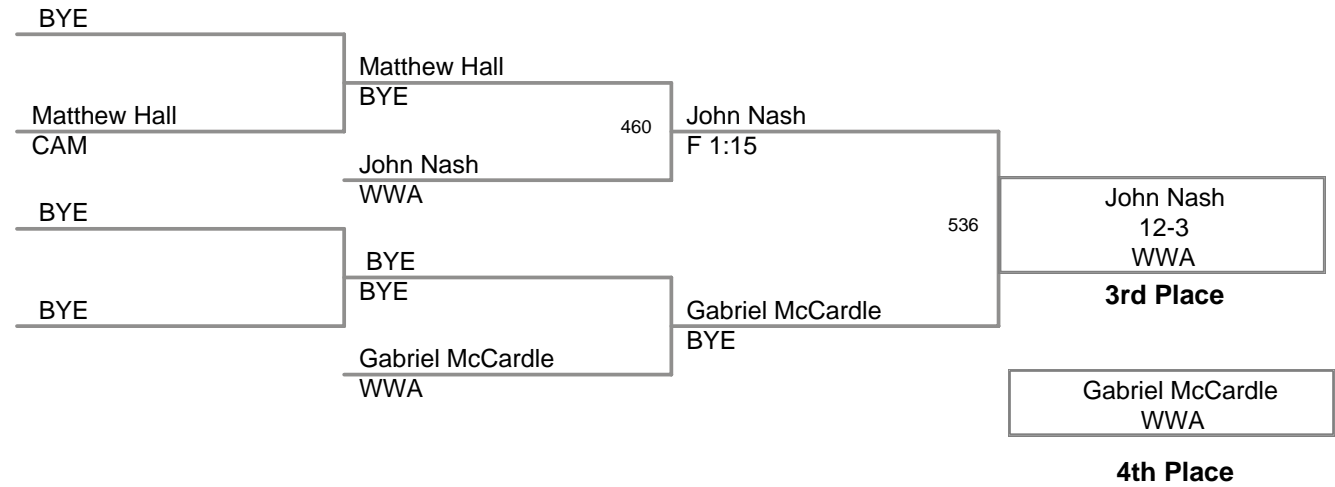 BYE
Matthew Hall
CAM
BYE
BYE
Matthew Hall
BYE
John Nash
WWA
BYE
BYE
Gabriel McCardle
WWA
460
John Nash
F 1:15
Gabriel McCardle
BYE
536
John Nash
12-3
WWA
3rd Place
Gabriel McCardle
WWA
4th Place